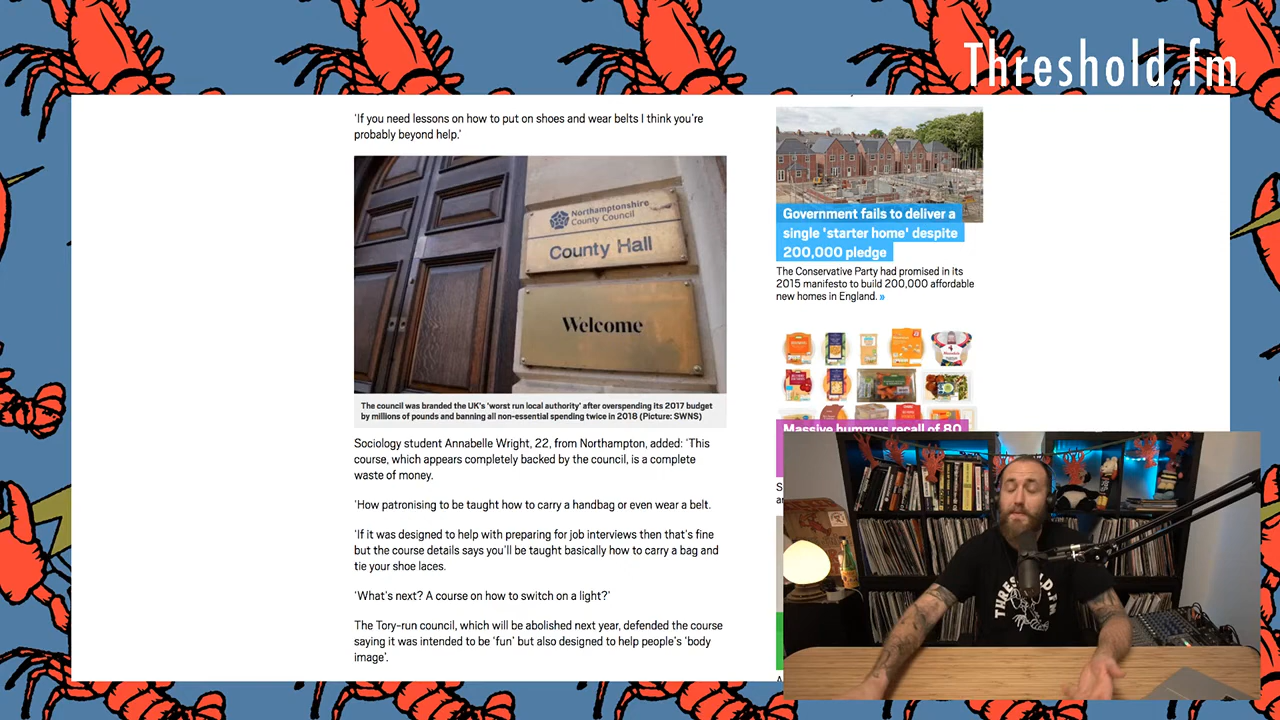 Threshold.fm
'If you need lessons on how to put on shoes and wear belts I think you're
probably beyond help.'
Northamptonshire
County Council
County Hall
Welcome
The council was branded the UK's 'worst run local authority' after overspending its 2017 budget
by millions of pounds and banning all non-essential spending twice in 2018 (Picture: SWNS)
Sociology student Annabelle Wright, 22, from Northampton, added: 'This
course, which appears completely backed by the council, is a complete
waste of money.
'How patronising to be taught how to carry a handbag or even wear a belt.
'If it was designed to help with preparing for job interviews then that's fine
but the course details says you'll be taught basically how to carry a bag and
tie your shoe laces.
'What's next? A course on how to switch on a light?'
The Tory-run council, which will be abolished next year, defended the course
saying it was intended to be 'fun' but also designed to help people's 'body
image'.
Government fails to deliver a
single 'starter home' despite
200,000 pledge
The Conservative Party had promised in its
2015 manifesto to build 200,000 affordable
new homes in England. »
Massive hummus recall of 80
THRESHOLD.FM